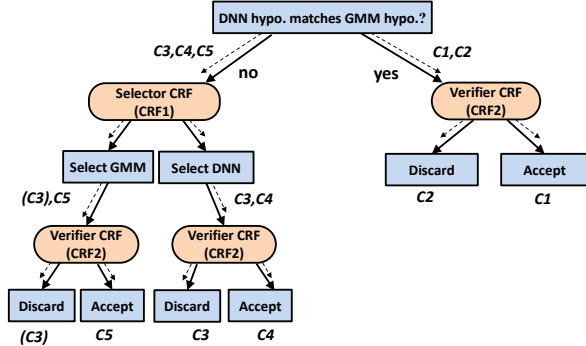 DNN hypo. matches GMM hypo.?
C3,C4,C5
C1,C2
no
yes
Selector CRF
(CRF1)
Verifier CRF
(CRF2)
Select GMM
Select DNN
Discard
Accept
C2
C1
(C3),C5
C3,C4
Verifier CRF
(CRF2)
Verifier CRF
(CRF2)
Discard
Accept
Discard
Accept
(C3)
C5
C3
C4